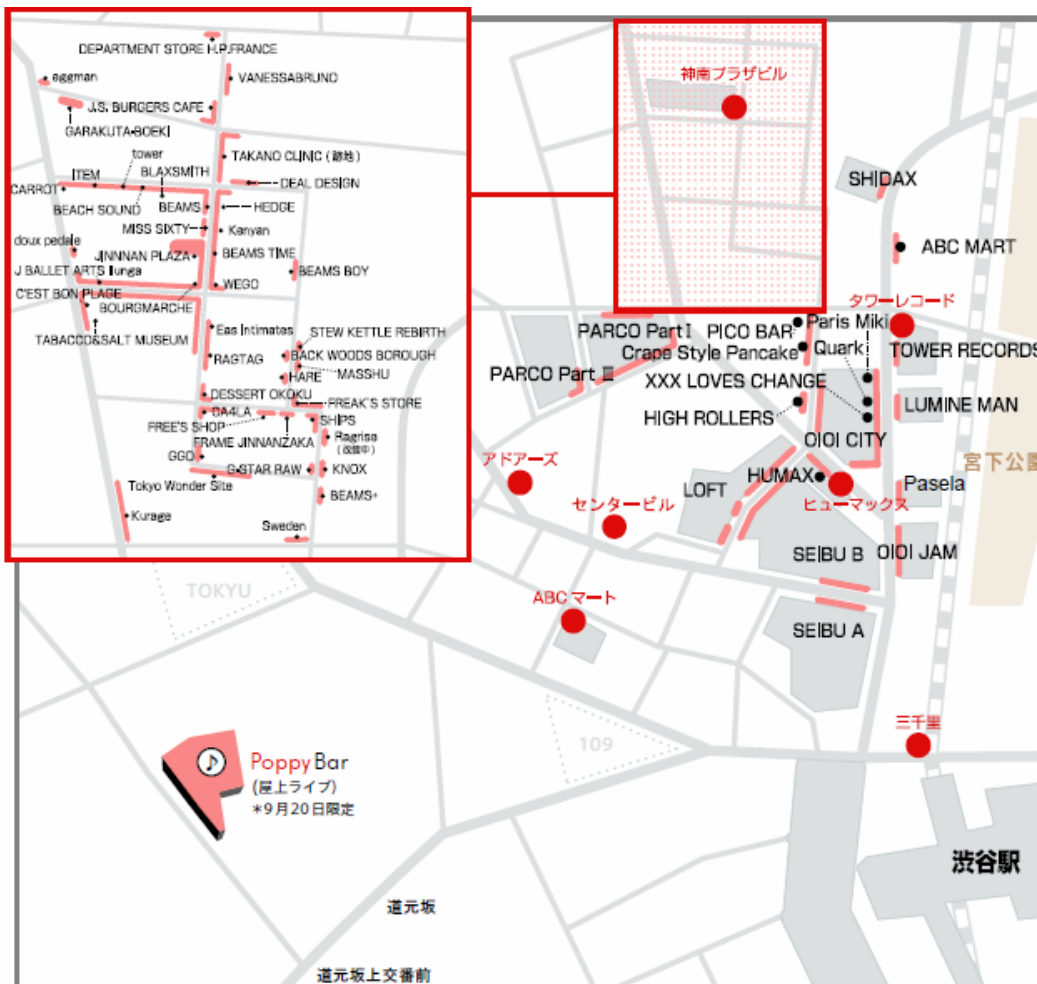 DEPARTMENT STORE H.P.FRANCE
eggman
VANESSABRUNO
J.S. BURGERS CAFE
GARAKUTA-BOEKI
tower
TAKANO CLINIC (跡地)
ITEM
BLAXSMITH
DEAL DESIGN
CARROT
BEACH SOUND
BEAMS
HEDGE
MISS SIXTY
Kanyan
doux pedale
JINNNAN PLAZA
BEAMS TIME
J BALLET ARTS Iunga
BEAMS BOY
C'EST BON PLAGE
WEGO
BOURGMARCHE
TABACCO&SALT MUSEUM
Eas Intimates
STEW KETTLE REBIRTH
RAGTAG
BACK WOODS BOROUGH
MASSHU
HARE
DESSERT OKOKU
FREAK'S STORE
CA4LA
FREE'S SHOP
SHIPS
FRAME JINNANZAKA
Ragrise
GGD
G-STAR RAW
KNOX
Tokyo Wonder Site
BEAMS+
Kurage
Sweden
神南プラザビル
SHIDAX
ABC MART
タワーレコード
PARCO Part I
PICO BAR
Paris Miki
Crape Style Pancake
Quark
TOWER RECORDS
PARCO Part III
XXX LOVES CHANGE
HIGH ROLLERS
LUMINE MAN
OIOI CITY
宮下公園
アドアーズ
HUMAX
Pasela
LOFT
センタービル
ヒューマックス
SEIBU B
OIOI JAM
TOKYU
ABCマート
SEIBU A
三千里
109
PoppyBar
(屋上ライブ)
*9月20日限定
渋谷駅
道元坂
道元坂上交番前